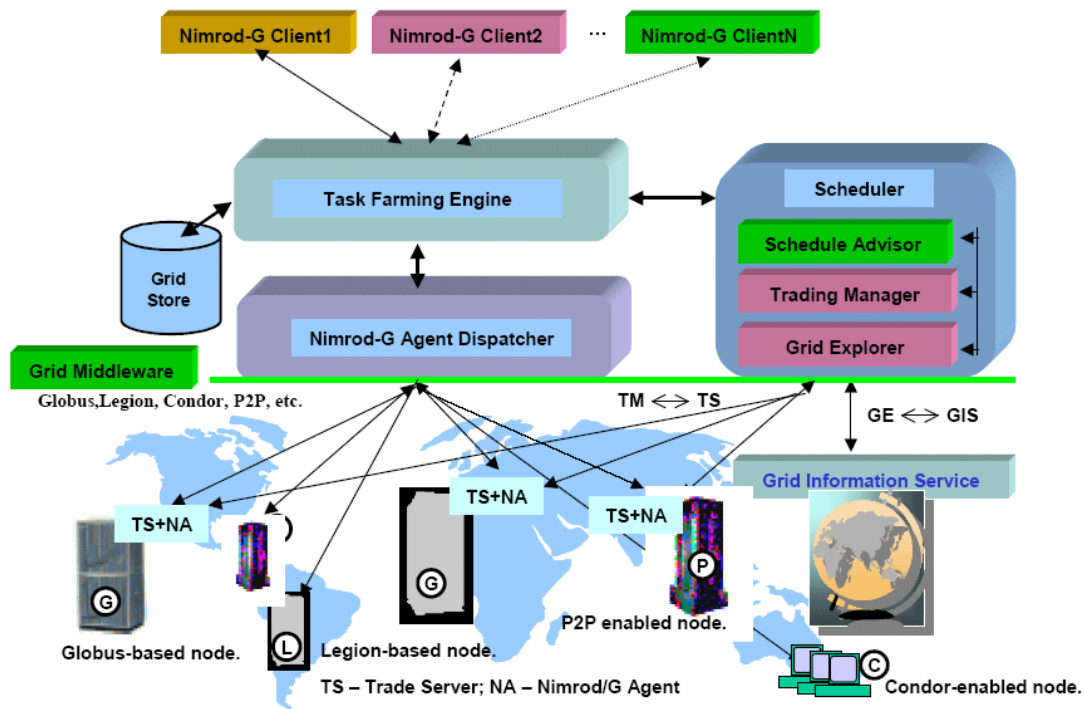 Nimrod-G Client1
Nimrod-G Client2
...
Nimrod-G ClientN
Task Farming Engine
Scheduler
Schedule Advisor
Trading Manager
Grid Explorer
Grid
Store
Nimrod-G Agent Dispatcher
Grid Middleware
Globus,Legion, Condor, P2P, etc.
TM <-> TS
GE <-> GIS
Grid Information Service
TS+NA
TS+NA
TS+NA
G
G
P
L
C
Globus-based node.
Legion-based node.
P2P enabled node.
Condor-enabled node.
TS – Trade Server; NA – Nimrod/G Agent